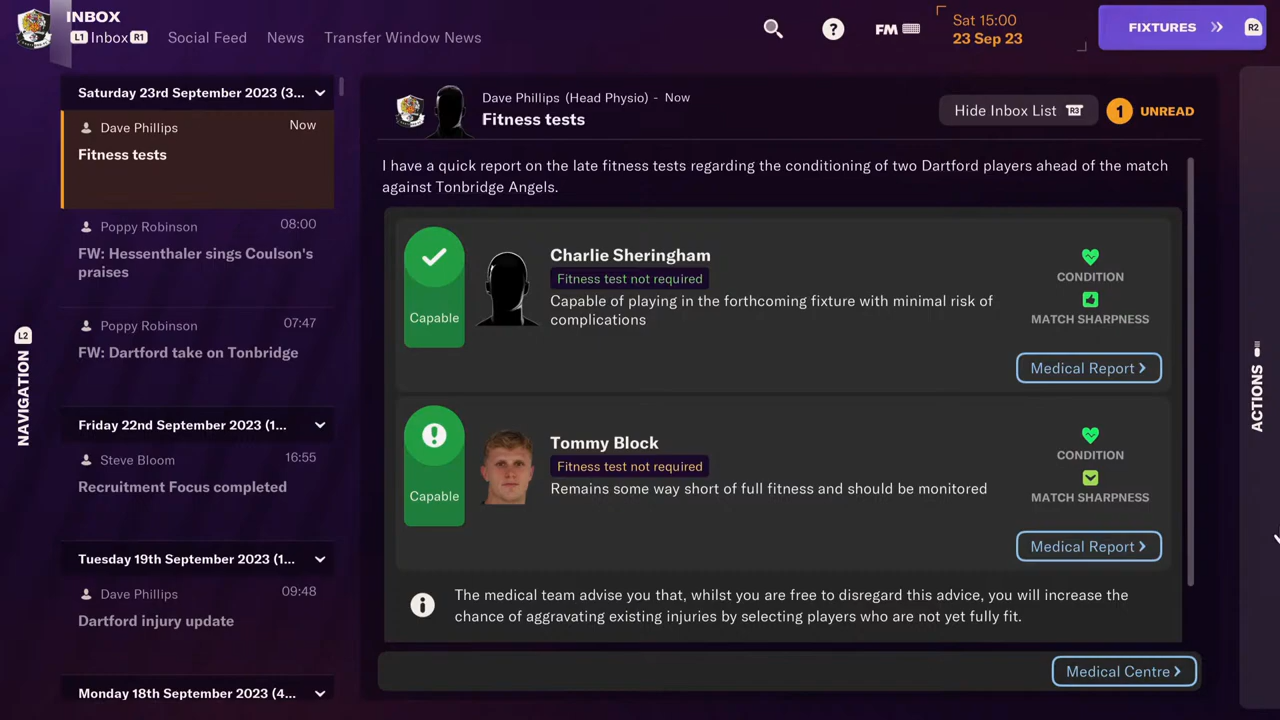 INBOX
L1 Inbox R1 Social Feed News Transfer Window News
FM
Sat 15:00
23 Sep 23
FIXTURES R2
Saturday 23rd September 2023 (3...
Dave Phillips Now
Fitness tests
Poppy Robinson 08:00
FW: Hessenthaler sings Coulson's
praises
Poppy Robinson 07:47
FW: Dartford take on Tonbridge
Friday 22nd September 2023 (1...
Steve Bloom 16:55
Recruitment Focus completed
Tuesday 19th September 2023 (1...
Dave Phillips 09:48
Dartford injury update
Monday 18th September 2023 (4...
L2
NAVIGATION
Dave Phillips (Head Physio) - Now
Fitness tests
Hide Inbox List R3
1 UNREAD
I have a quick report on the late fitness tests regarding the conditioning of two Dartford players ahead of the match
against Tonbridge Angels.
Capable
Charlie Sheringham
Fitness test not required
Capable of playing in the forthcoming fixture with minimal risk of
complications
CONDITION
MATCH SHARPNESS
Medical Report
Capable
Tommy Block
Fitness test not required
Remains some way short of full fitness and should be monitored
CONDITION
MATCH SHARPNESS
Medical Report
The medical team advise you that, whilst you are free to disregard this advice, you will increase the
chance of aggravating existing injuries by selecting players who are not yet fully fit.
Medical Centre
ACTIONS